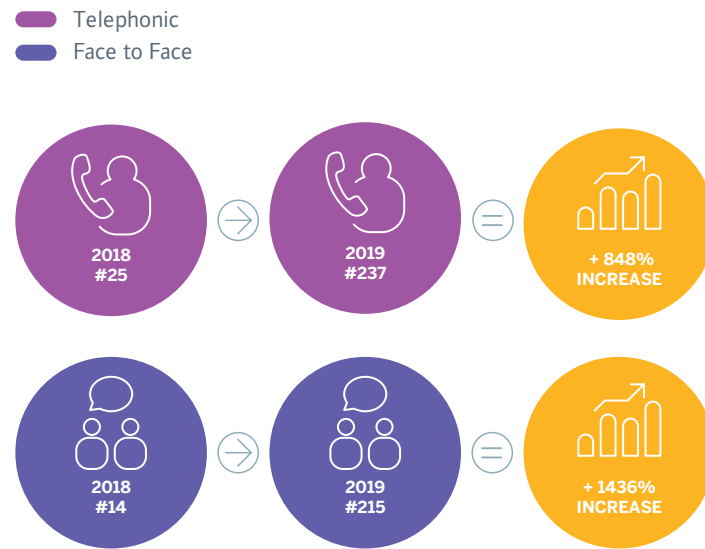 Telephonic
Face to Face
2018
#25
2019
#237
+ 848%
INCREASE
2018
#14
2019
#215
+ 1436%
INCREASE